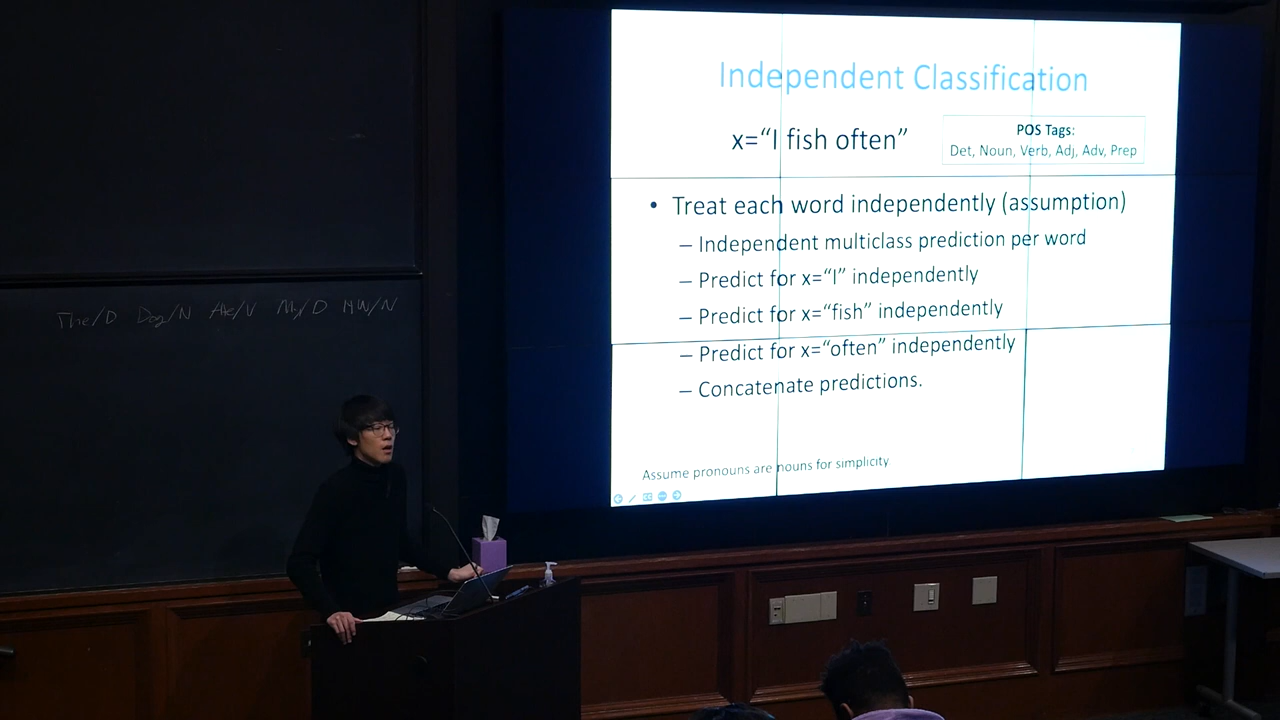 Independent Classification
x=“I fish often”
POS Tags:
Det, Noun, Verb, Adj, Adv, Prep
• Treat each word independently (assumption)
– Independent multiclass prediction per word
– Predict for x=“I” independently
– Predict for x=“fish” independently
– Predict for x=“often” independently
– Concatenate predictions.
Assume pronouns are nouns for simplicity
The/D Dog/N Ate/V My/D HW/N